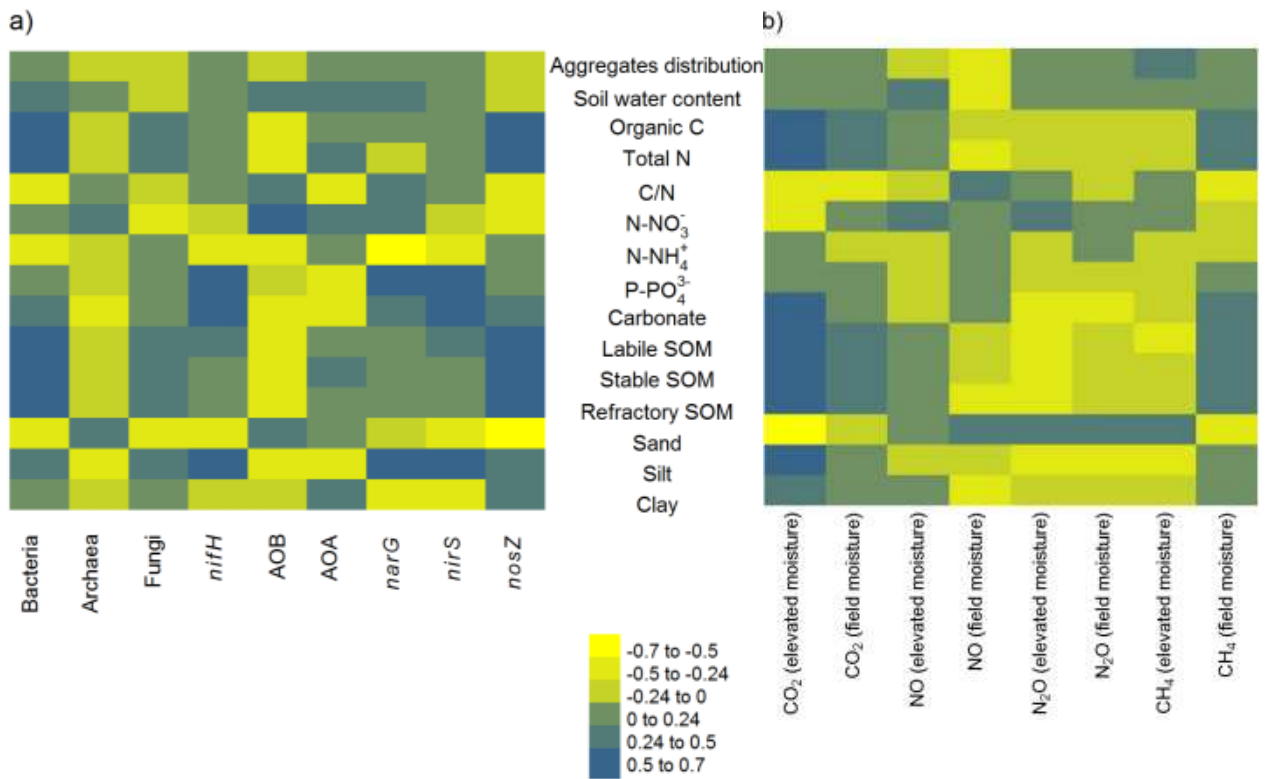 a)
b)
Aggregates distribution
Soil water content
Organic C
Total N
C/N
N-NO₃⁻
N-NH₄⁺
P-PO₄³⁻
Carbonate
Labile SOM
Stable SOM
Refractory SOM
Sand
Silt
Clay
Bacteria
Archaea
Fungi
nifH
AOB
AOA
narG
nirS
nosZ
CO₂ (elevated moisture)
CO₂ (field moisture)
NO (elevated moisture)
NO (field moisture)
N₂O (elevated moisture)
N₂O (field moisture)
CH₄ (elevated moisture)
CH₄ (field moisture)
-0.7 to -0.5
-0.5 to -0.24
-0.24 to 0
0 to 0.24
0.24 to 0.5
0.5 to 0.7